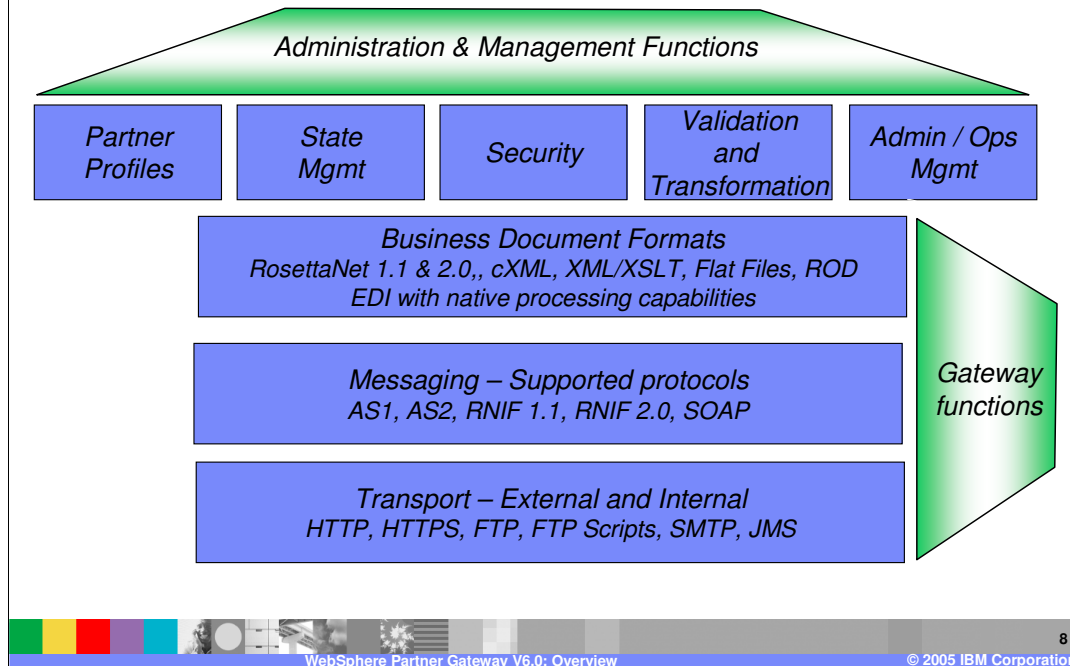 Administration & Management Functions
Partner
Profiles
State
Mgmt
Security
Validation
and
Transformation
Admin / Ops
Mgmt
Business Document Formats
RosettaNet 1.1 & 2.0,, cXML, XML/XSLT, Flat Files, ROD
EDI with native processing capabilities
Messaging – Supported protocols
AS1, AS2, RNIF 1.1, RNIF 2.0, SOAP
Gateway
functions
Transport – External and Internal
HTTP, HTTPS, FTP, FTP Scripts, SMTP, JMS
8
WebSphere Partner Gateway V6.0: Overview
© 2005 IBM Corporation